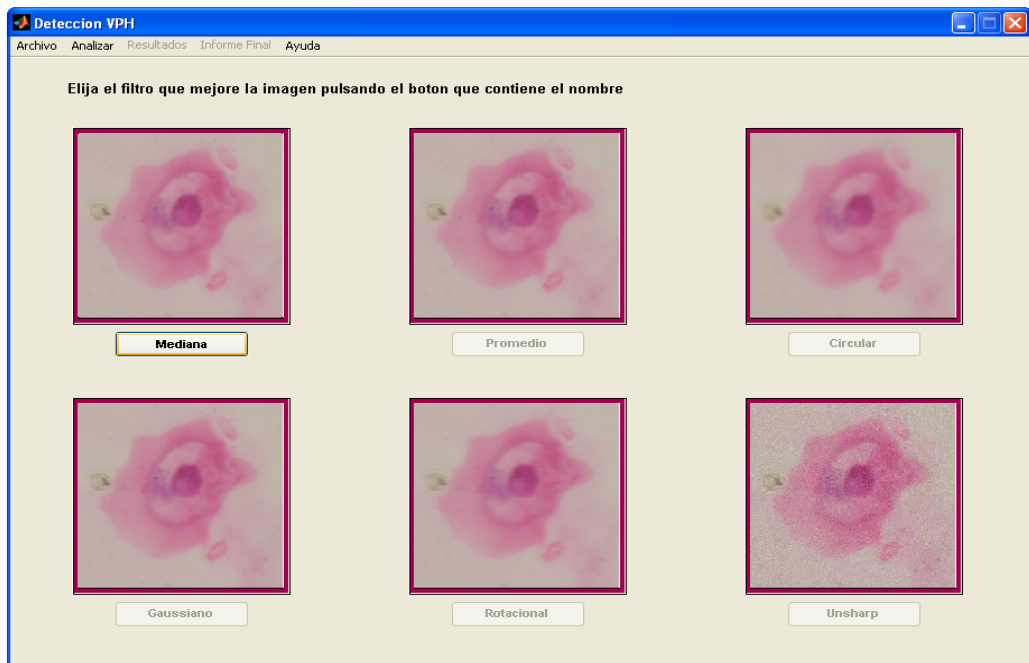 Deteccion VPH
Archivo Analizar Resultados Informe Final Ayuda
Elija el filtro que mejore la imagen pulsando el boton que contiene el nombre
Mediana Promedio Circular
Gaussiano Rotacional Unsharp